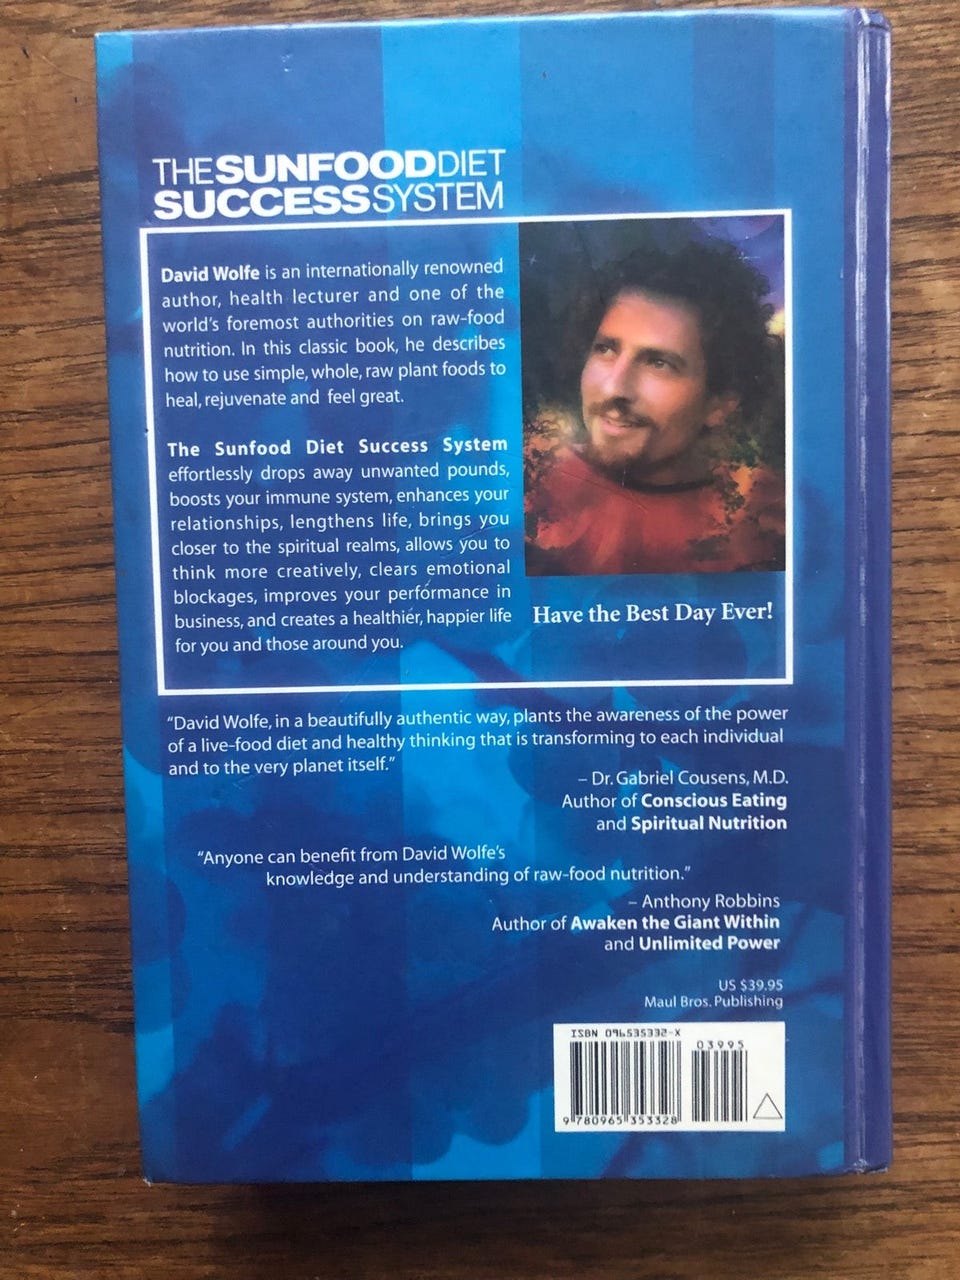 THE SUNFOOD DIET
SUCCESS SYSTEM
David Wolfe is an internationally renowned
author, health lecturer and one of the
world's foremost authorities on raw-food
nutrition. In this classic book, he describes
how to use simple, whole, raw plant foods to
heal, rejuvenate and feel great.
The Sunfood Diet Success System
effortlessly drops away unwanted pounds,
boosts your immune system, enhances your
relationships, lengthens life, brings you
closer to the spiritual realms, allows you to
think more creatively, clears emotional
blockages, improves your performance in
business, and creates a healthier, happier life
for you and those around you.
Have the Best Day Ever!
"David Wolfe, in a beautifully authentic way, plants the awareness of the power
of a live-food diet and healthy thinking that is transforming to each individual
and to the very planet itself."
– Dr. Gabriel Cousens, M.D.
Author of Conscious Eating
and Spiritual Nutrition
"Anyone can benefit from David Wolfe's
knowledge and understanding of raw-food nutrition."
– Anthony Robbins
Author of Awaken the Giant Within
and Unlimited Power
US $39.95
Maul Bros. Publishing
ISBN 096535332-X
03995
9 780965 353328